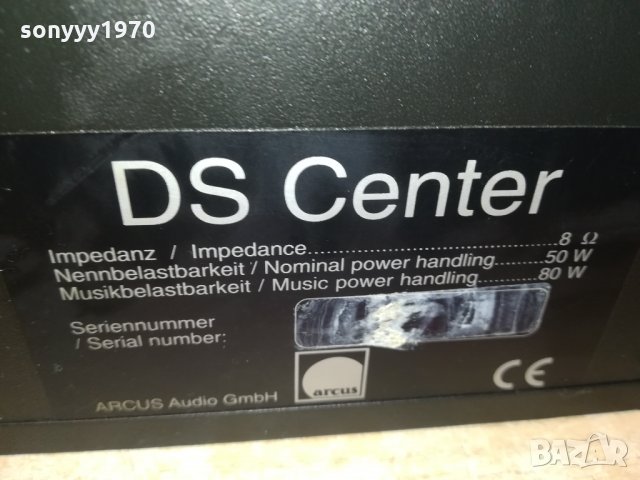 sonyyy1970
DS Center
Impedanz / Impedance..............................8 Ω
Nennbelastbarkeit / Nominal power handling........50 W
Musikbelastbarkeit / Music power handling.........80 W
Seriennummer
/ Serial number:
arcus
CE
ARCUS Audio GmbH
BAZAR